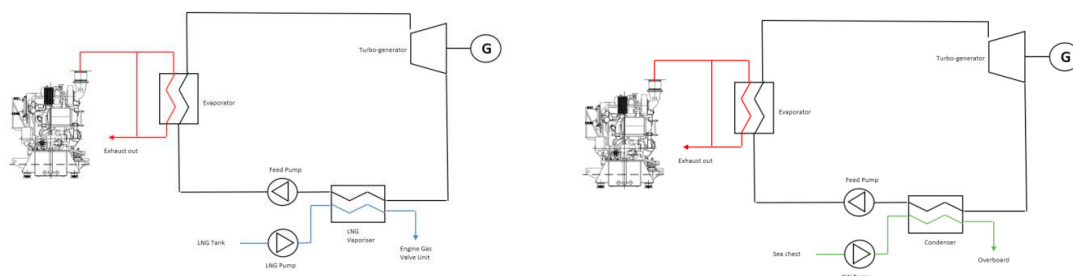 Turbo-generator
G
Evaporator
Exhaust out
Feed Pump
LNG Tank
LNG Pump
LNG
Vaporiser
Engine Gas
Valve Unit
Turbo-generator
G
Evaporator
Exhaust out
Feed Pump
Sea chest
Condenser
Overboard